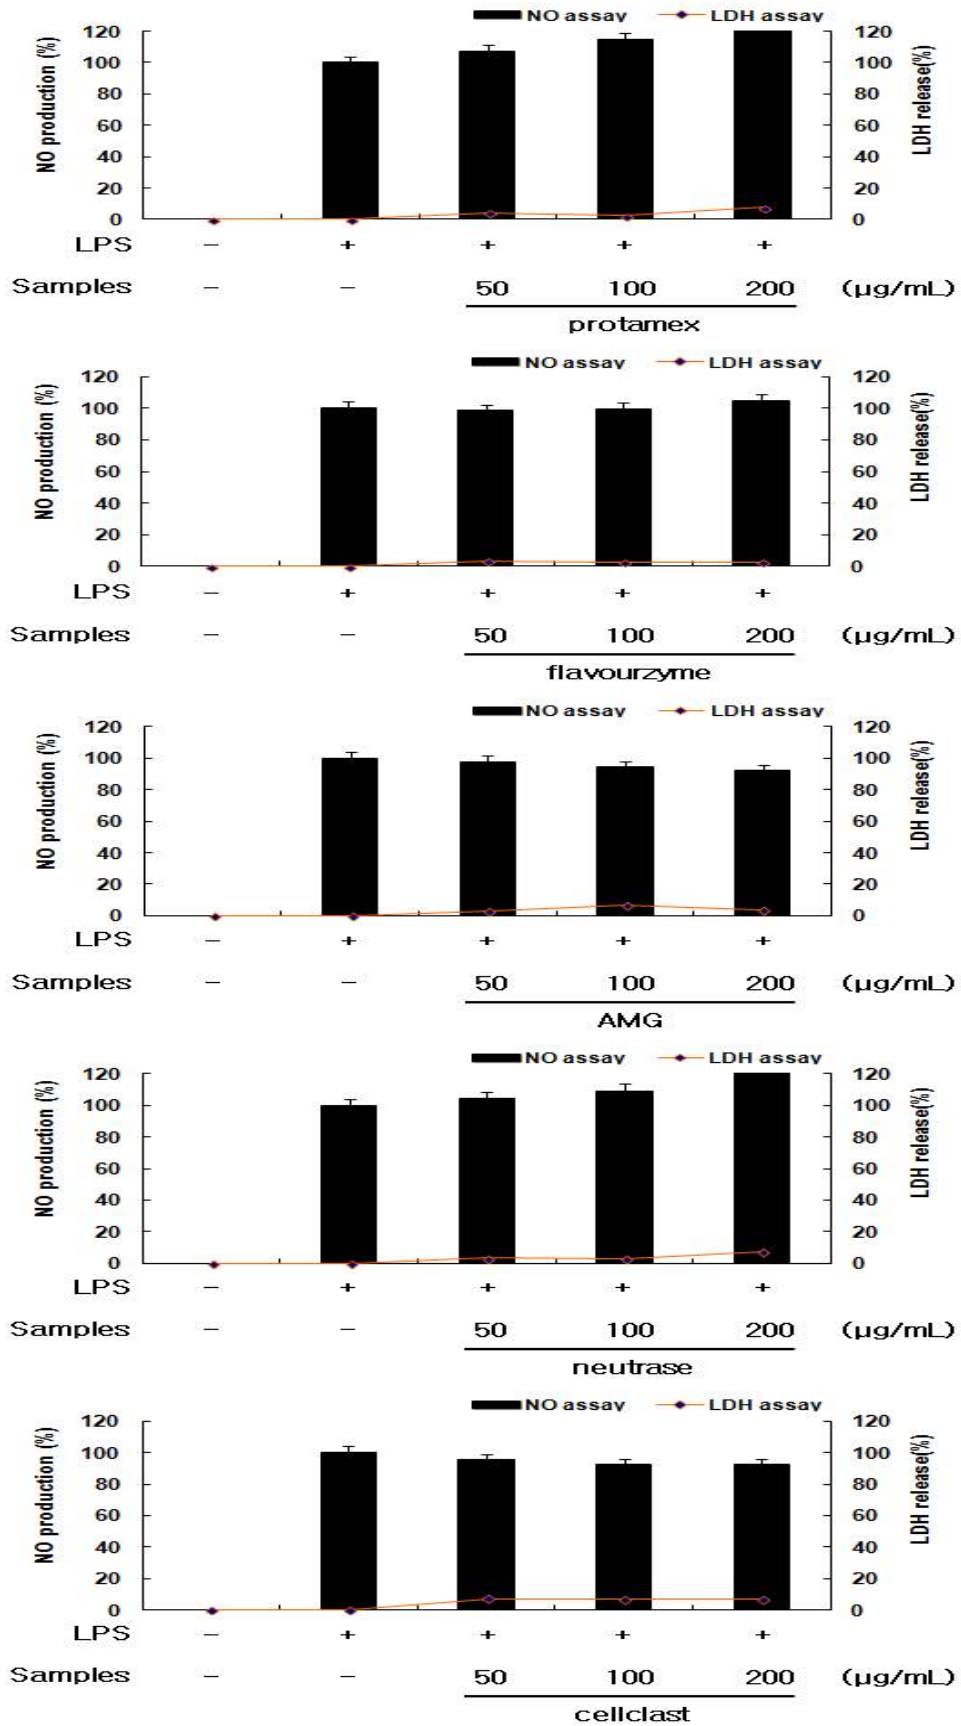 NO assay LDH assay
NO production (%)
120 120
100 100
80 80
60 60
40 40
20 20
0 0
LDH release(%)
LPS – + + + +
Samples – – 50 100 200 (µg/mL)
protamex
NO assay LDH assay
NO production (%)
120 120
100 100
80 80
60 60
40 40
20 20
0 0
LDH release(%)
LPS – + + + +
Samples – – 50 100 200 (µg/mL)
flavourzyme
NO assay LDH assay
NO production (%)
120 120
100 100
80 80
60 60
40 40
20 20
0 0
LDH release(%)
LPS – + + + +
Samples – – 50 100 200 (µg/mL)
AMG
NO assay LDH assay
NO production (%)
120 120
100 100
80 80
60 60
40 40
20 20
0 0
LDH release(%)
LPS – + + + +
Samples – – 50 100 200 (µg/mL)
neutrase
NO assay LDH assay
NO production (%)
120 120
100 100
80 80
60 60
40 40
20 20
0 0
LDH release(%)
LPS – + + + +
Samples – – 50 100 200 (µg/mL)
cellclast